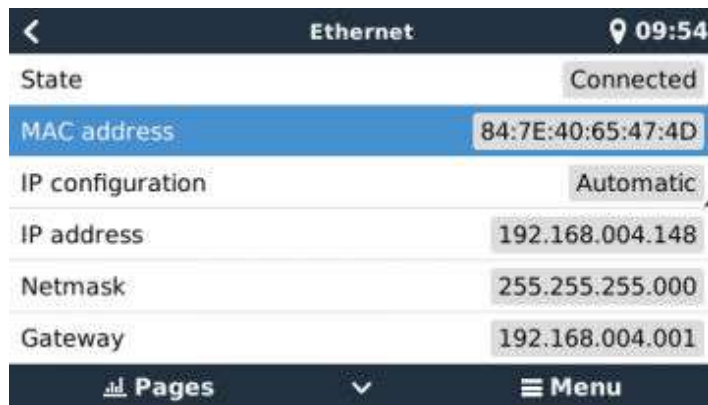 Ethernet 09:54
State Connected
MAC address 84:7E:40:65:47:4D
IP configuration Automatic
IP address 192.168.004.148
Netmask 255.255.255.000
Gateway 192.168.004.001
Pages Menu